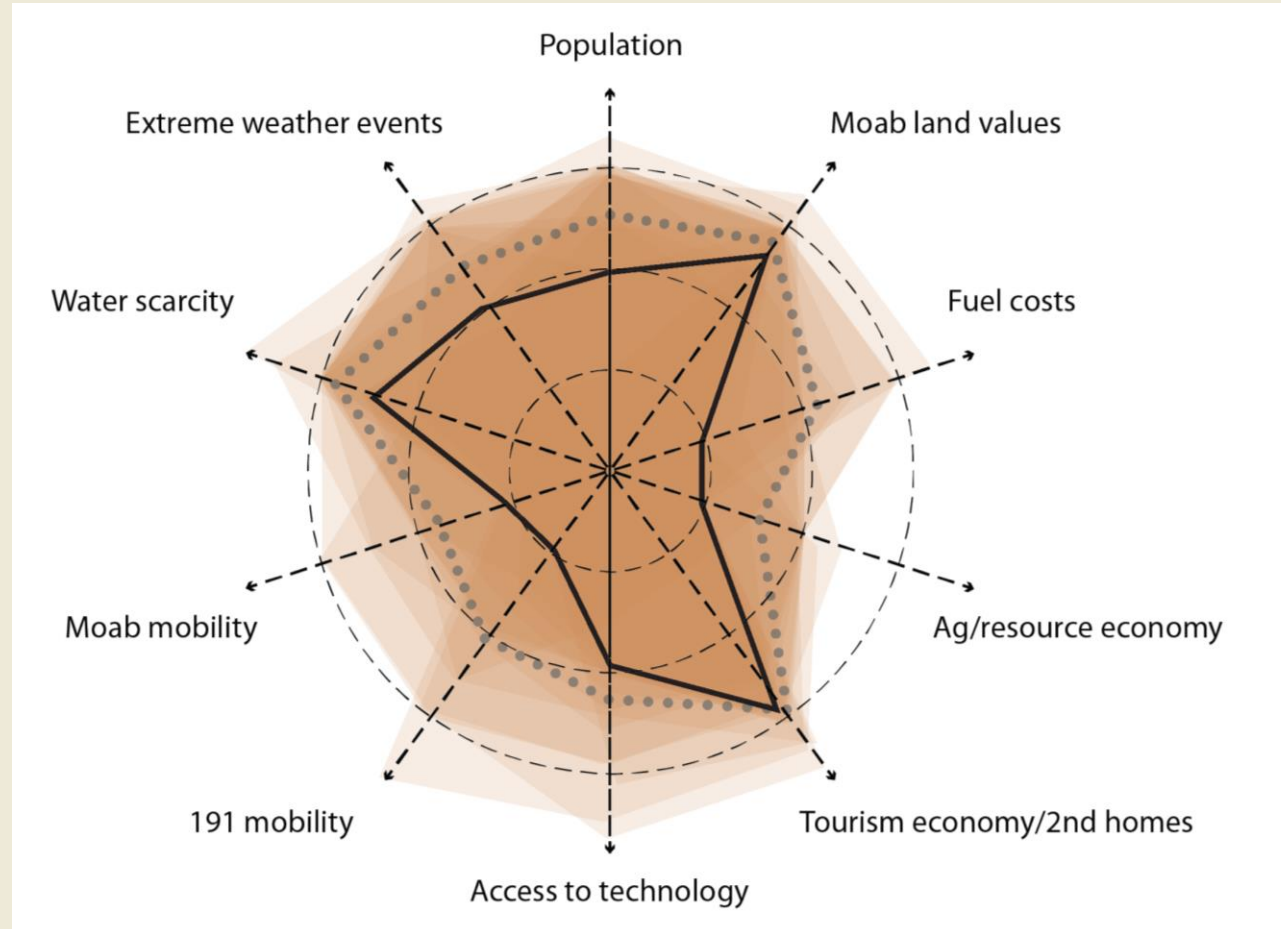 Population
Extreme weather events
Moab land values
Water scarcity
Fuel costs
Moab mobility
Ag/resource economy
191 mobility
Tourism economy/2nd homes
Access to technology